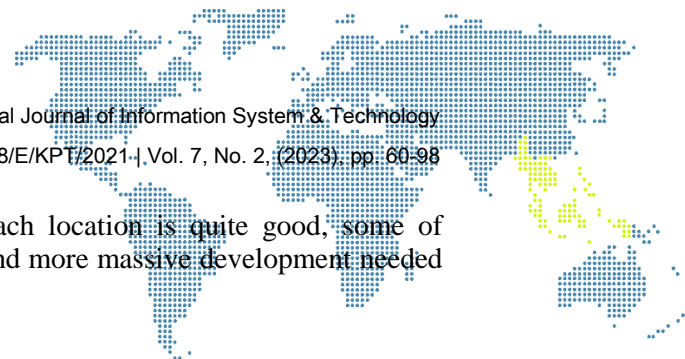 al Journal of Information System & Technology
8/E/KPT/2021 | Vol. 7, No. 2, (2023), pp. 60-98
ach location is quite good, some of
nd more massive development needed